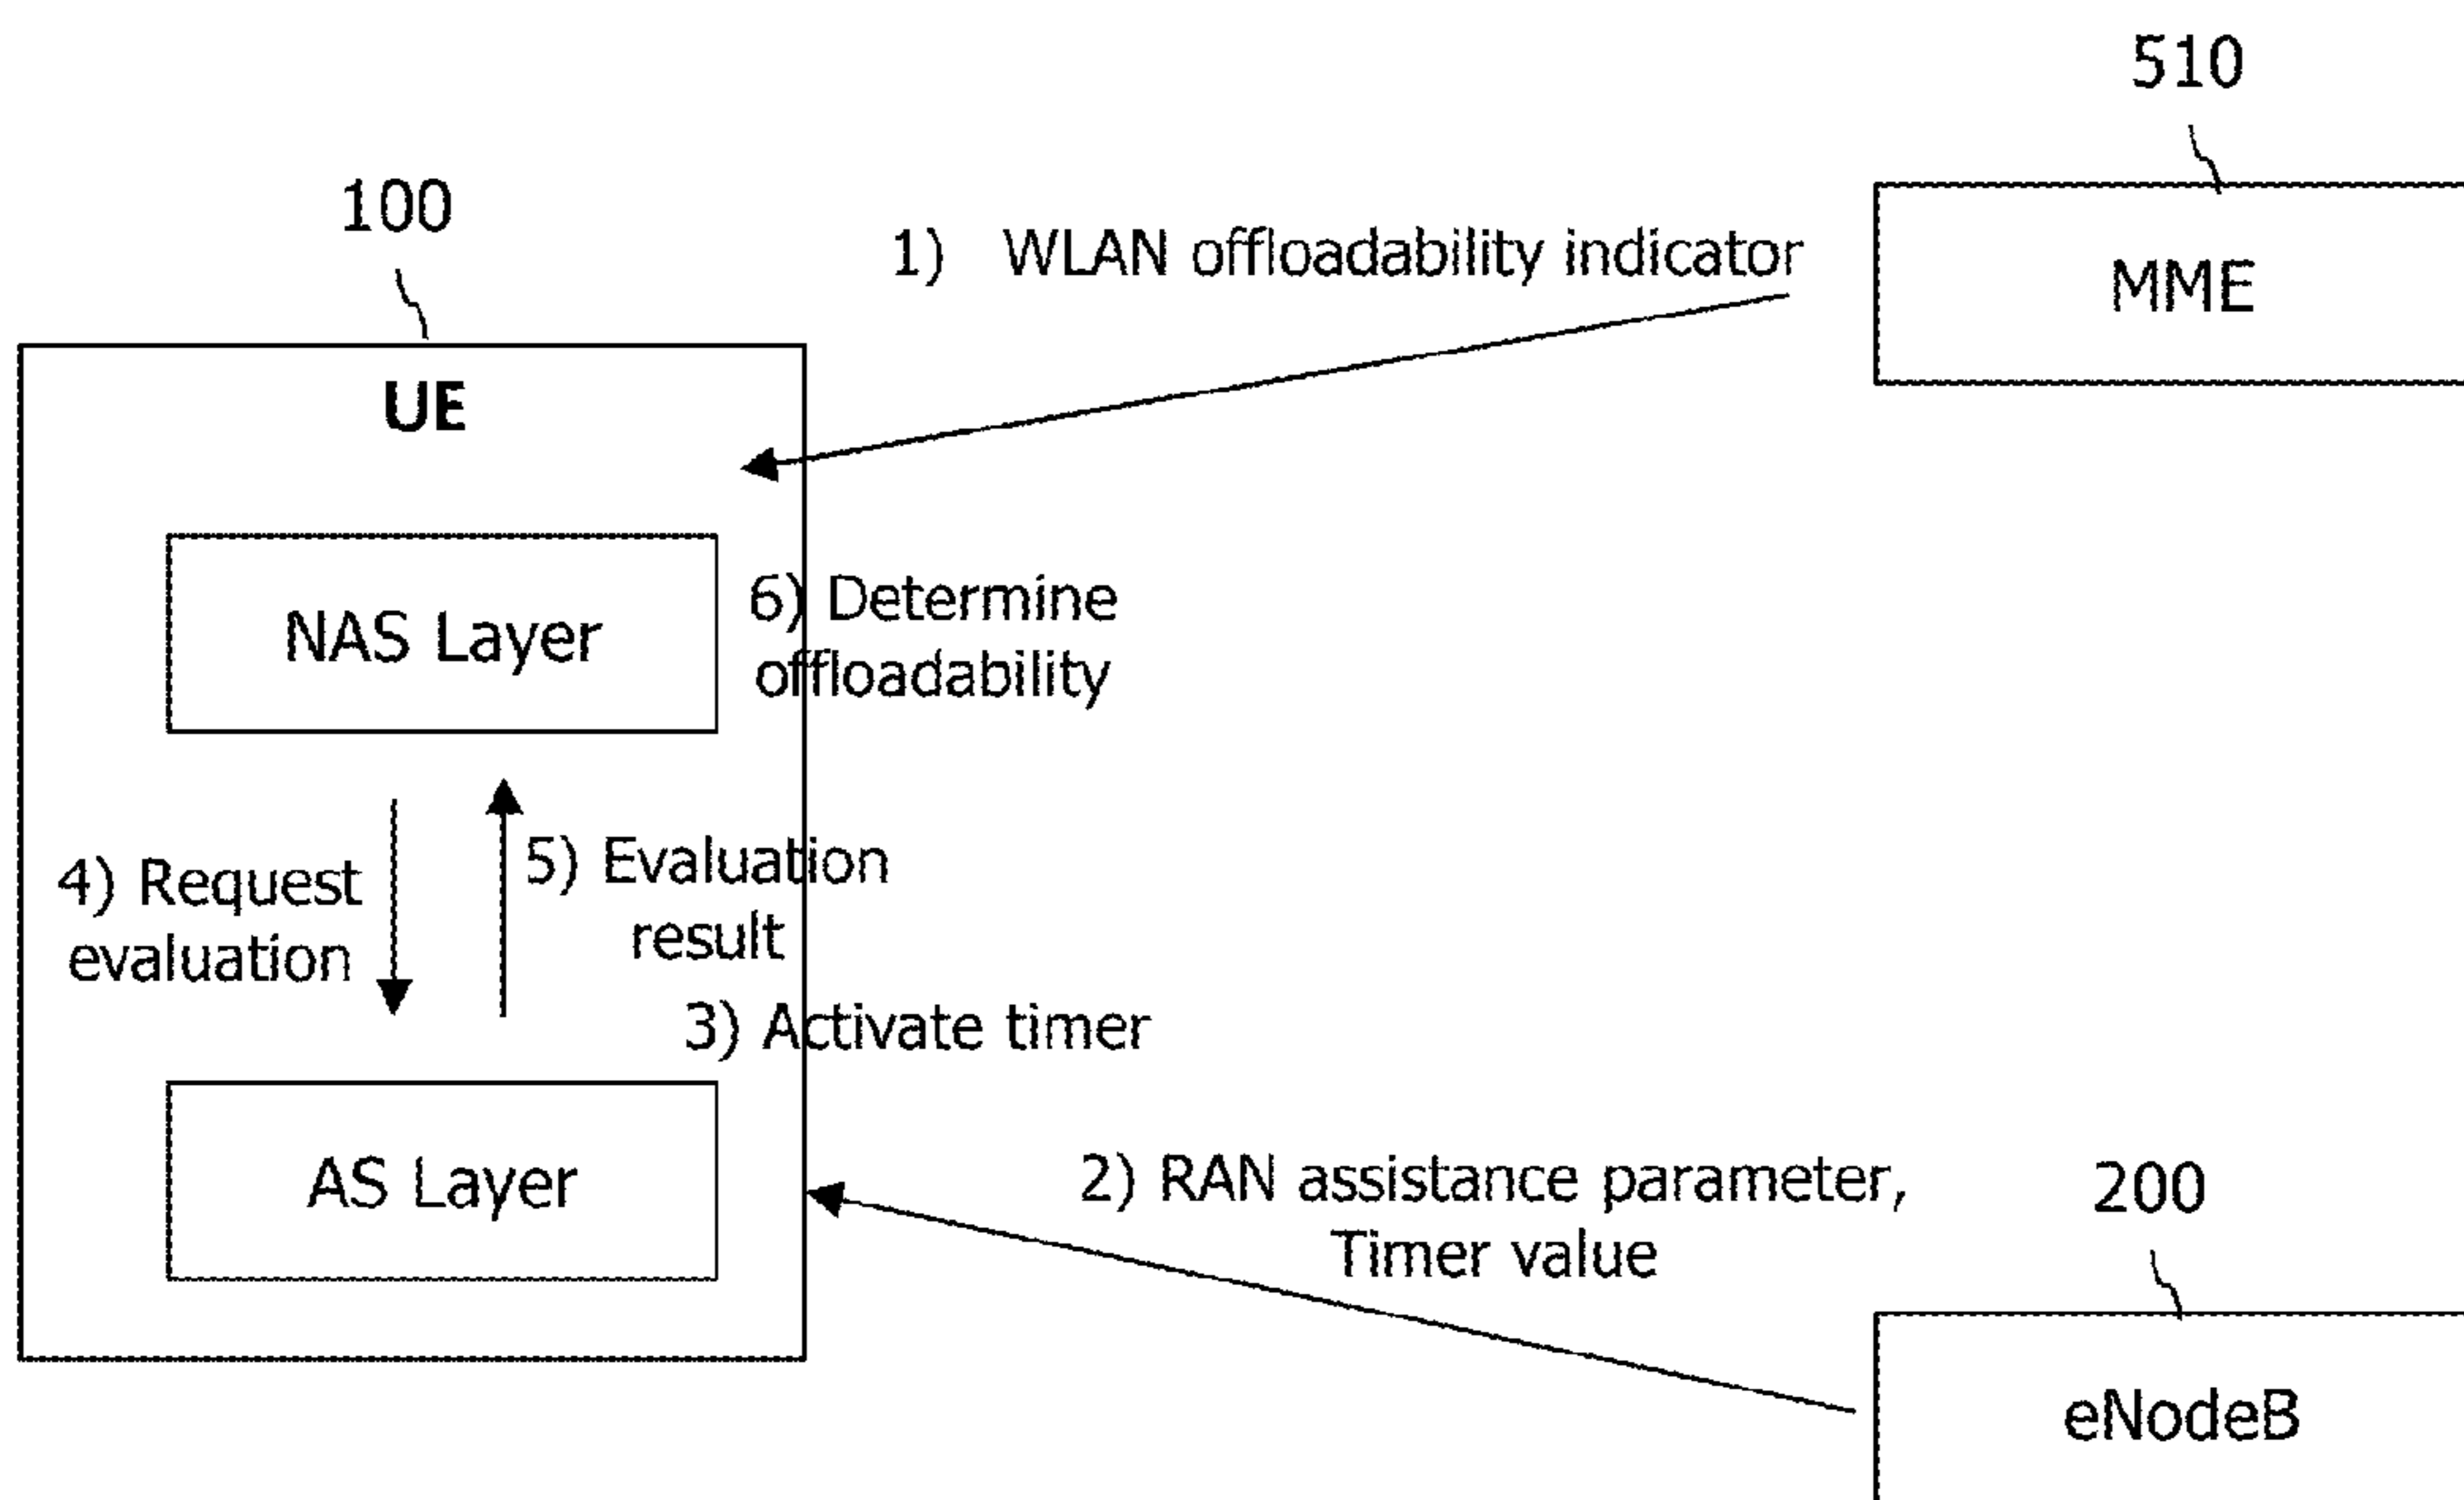 510
100
1) WLAN offloadability indicator
MME
UE
6) Determine
offloadability
NAS Layer
4) Request
evaluation
5) Evaluation
result
3) Activate timer
AS Layer
2) RAN assistance parameter,
Timer value
200
eNodeB